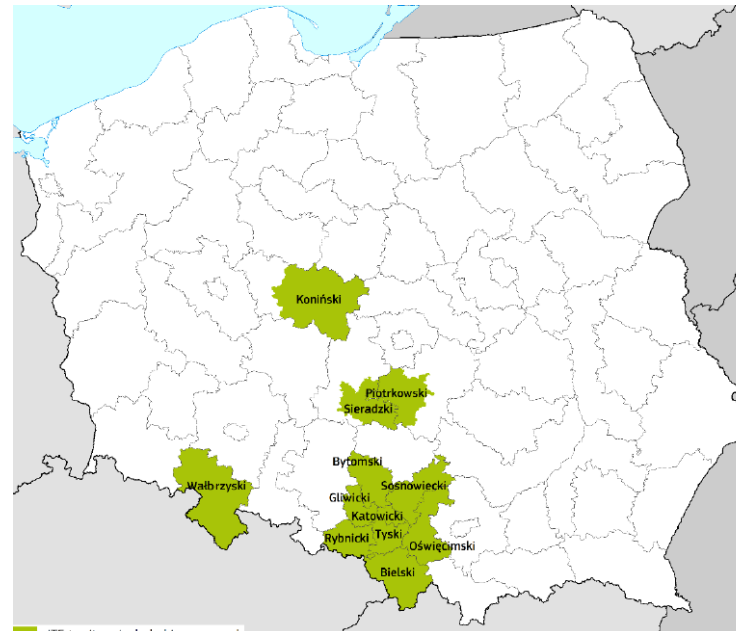 Koniński
Piotrkowski
Sieradzki
Wałbrzyski
Bytomski
Sosnowiecki
Gliwicki
Katowicki
Rybnicki
Tyski
Oświęcimski
Bielski